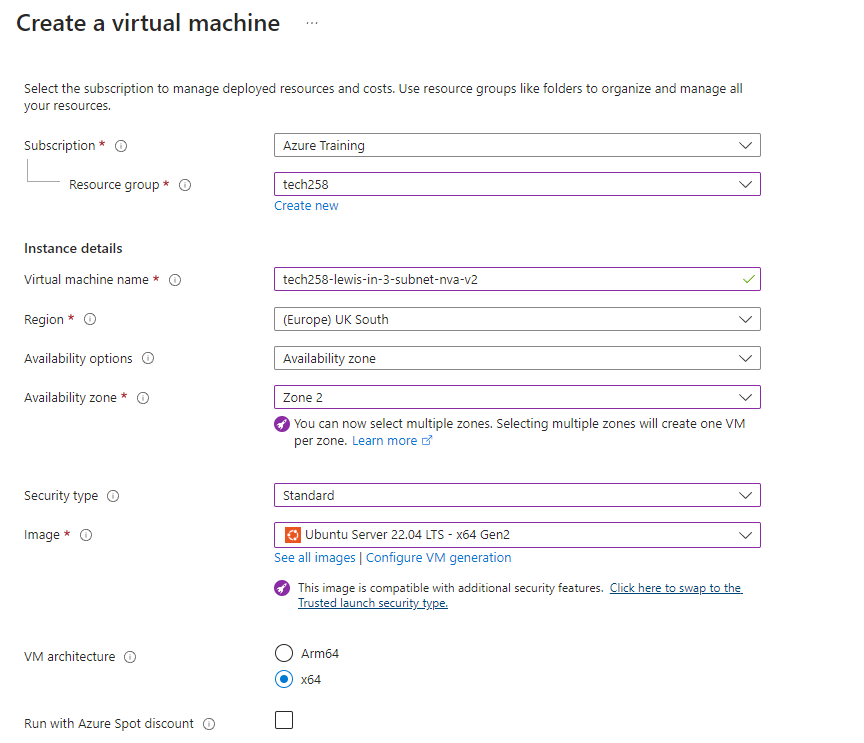 Create a virtual machine ...
Select the subscription to manage deployed resources and costs. Use resource groups like folders to organize and manage all
your resources.
Subscription *
Azure Training
Resource group *
tech258
Create new
Instance details
Virtual machine name *
tech258-lewis-in-3-subnet-nva-v2
Region *
(Europe) UK South
Availability options
Availability zone
Availability zone *
Zone 2
You can now select multiple zones. Selecting multiple zones will create one VM
per zone. Learn more
Security type
Standard
Image *
Ubuntu Server 22.04 LTS - x64 Gen2
See all images | Configure VM generation
This image is compatible with additional security features. Click here to swap to the
Trusted launch security type.
VM architecture
Arm64
x64
Run with Azure Spot discount